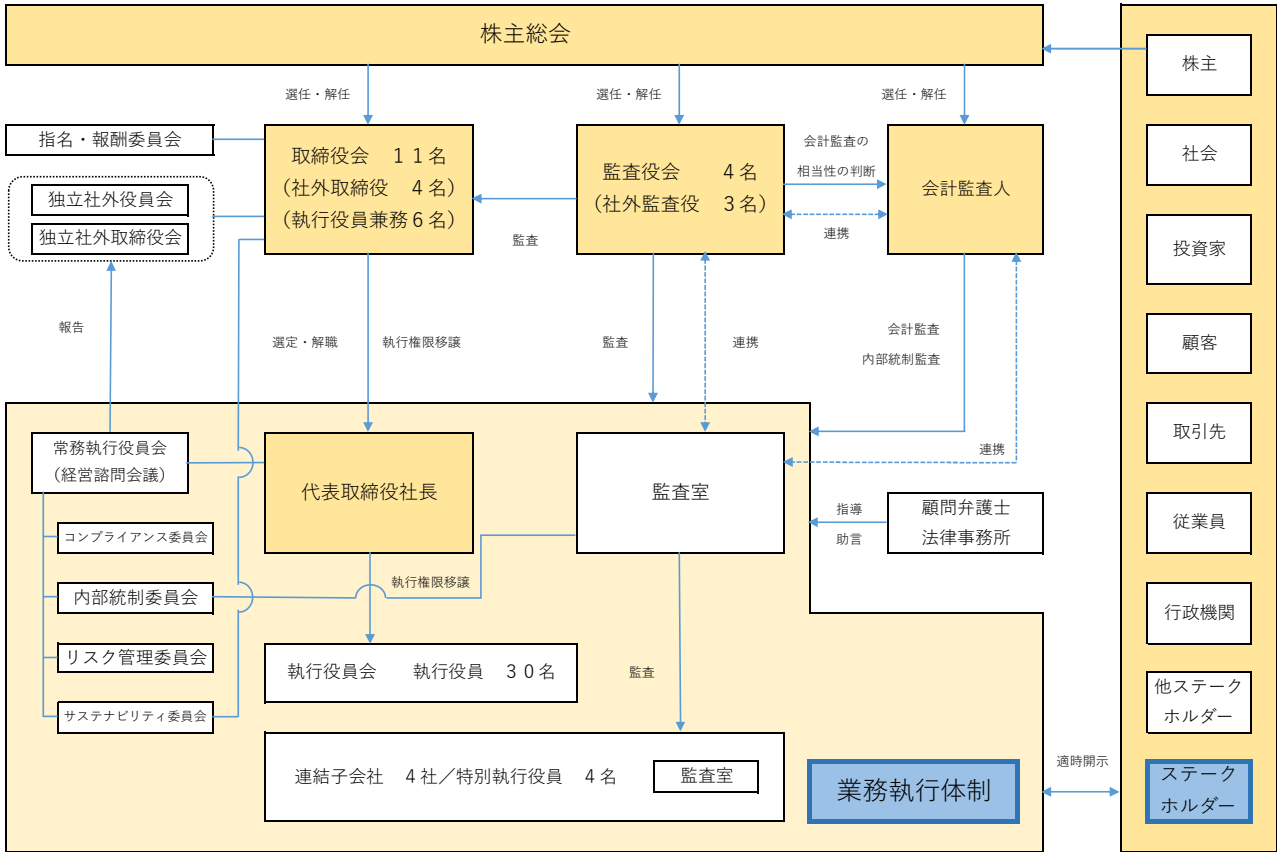 株主総会
選任・解任
選任・解任
選任・解任
指名・報酬委員会
独立社外役員会
独立社外取締役会
取締役会　１１名
(社外取締役　４名)
(執行役員兼務６名)
監査
監査役会　　４名
(社外監査役　３名)
会計監査の
相当性の判断
連携
会計監査人
報告
選定・解職
執行権限移譲
監査
連携
会計監査
内部統制監査
連携
常務執行役員会
(経営諮問会議)
コンプライアンス委員会
内部統制委員会
リスク管理委員会
サステナビリティ委員会
代表取締役社長
執行権限移譲
監査室
指導
助言
顧問弁護士
法律事務所
執行役員会　　執行役員　３０名
監査
連結子会社　４社／特別執行役員　４名
監査室
業務執行体制
適時開示
株主
社会
投資家
顧客
取引先
従業員
行政機関
他ステーク
ホルダー
ステーク
ホルダー